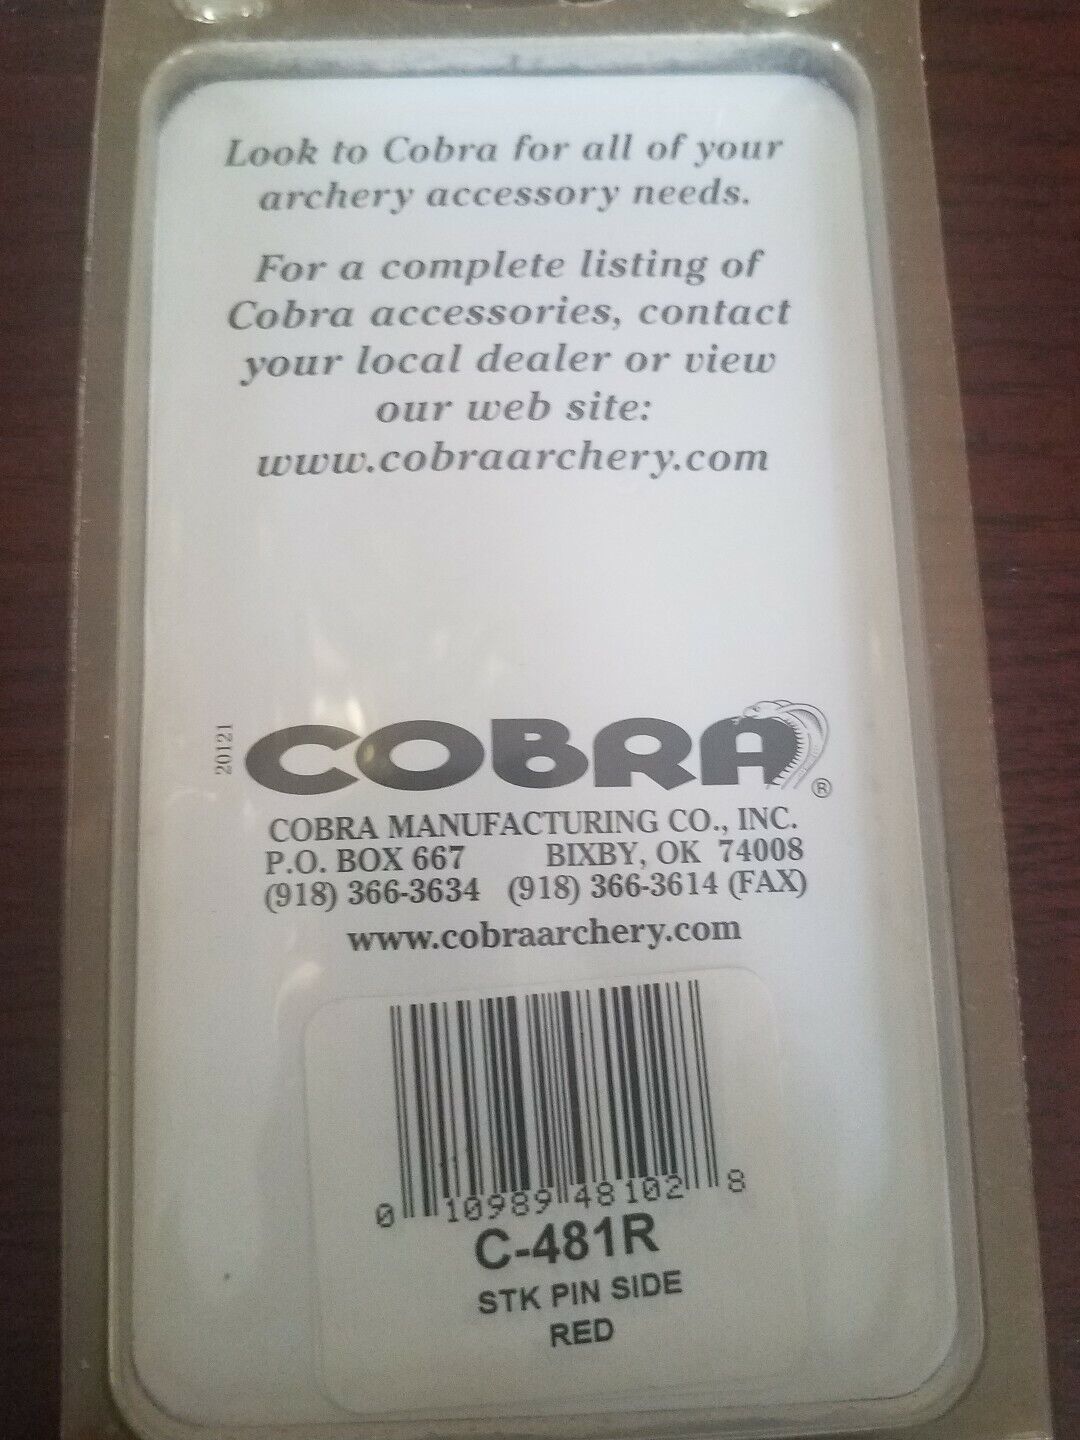 Look to Cobra for all of your
archery accessory needs.
For a complete listing of
Cobra accessories, contact
your local dealer or view
our web site:
www.cobraarchery.com
20121
COBRA ®
COBRA MANUFACTURING CO., INC.
P.O. BOX 667 BIXBY, OK 74008
(918) 366-3634 (918) 366-3614 (FAX)
www.cobraarchery.com
0 10989 48102 8
C-481R
STK PIN SIDE
RED